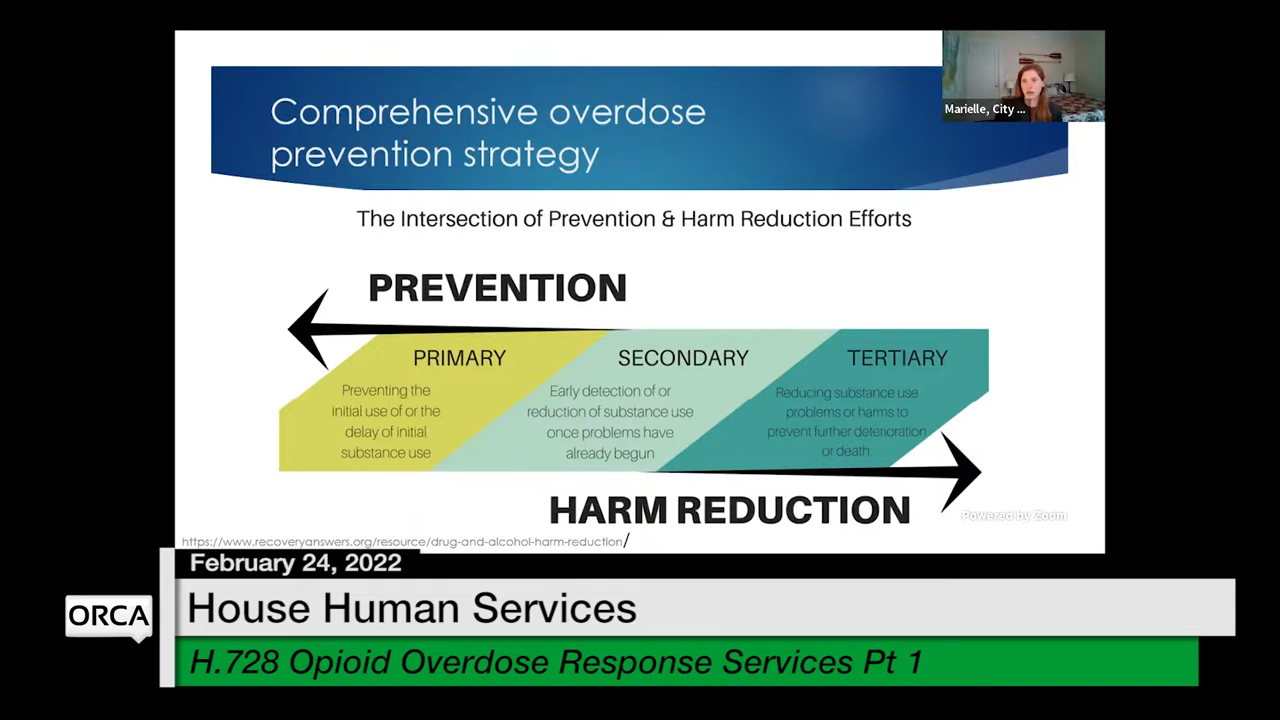 Comprehensive overdose
prevention strategy
Marielle, City ...
The Intersection of Prevention & Harm Reduction Efforts
PREVENTION
PRIMARY
Preventing the
initial use of or the
delay of initial
substance use
SECONDARY
Early detection of or
reduction of substance use
once problems have
already begun
TERTIARY
Reducing substance use
problems or harms to
prevent further deterioration
or death.
HARM REDUCTION
Powered by Zoom
https://www.recoveryanswers.org/resource/drug-and-alcohol-harm-reduction/
February 24, 2022
ORCA
House Human Services
H.728 Opioid Overdose Response Services Pt 1